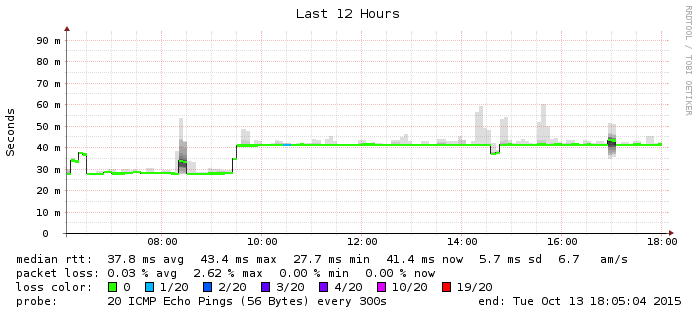 Last 12 Hours
RRDTOOL / TOBI OETIKER
Seconds
90 m
80 m
70 m
60 m
50 m
40 m
30 m
20 m
10 m
0
08:00 10:00 12:00 14:00 16:00 18:00
median rtt: 37.8 ms avg 43.4 ms max 27.7 ms min 41.4 ms now 5.7 ms sd 6.7 am/s
packet loss: 0.03 % avg 2.62 % max 0.00 % min 0.00 % now
loss color: 0 1/20 2/20 3/20 4/20 10/20 19/20
probe: 20 ICMP Echo Pings (56 Bytes) every 300s end: Tue Oct 13 18:05:04 2015